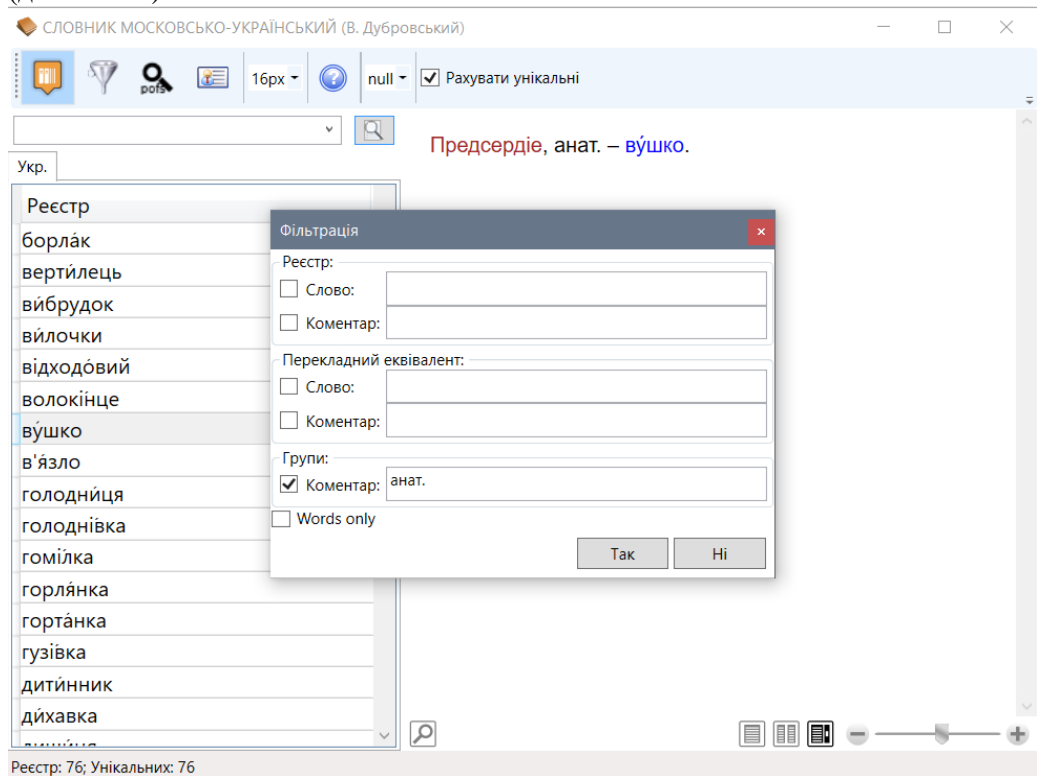 СЛОВНИК МОСКОВСЬКО-УКРАЇНСЬКИЙ (В. Дубровський)
pofs 16px null Рахувати унікальні
Укр.
Реєстр
борла́к
верти́лець
ви́брудок
ви́лочки
відходо́вий
волокі́нце
ву́шко
в'я́зло
голодни́ця
голодні́вка
гомі́лка
горля́нка
горта́нка
гузі́вка
дити́нник
ди́хавка
Предсердіе, анат. – ву́шко.
Фільтрація
Реєстр:
Слово:
Коментар:
Перекладний еквівалент:
Слово:
Коментар:
Групи:
Коментар: анат.
Words only
Так Ні
Реєстр: 76; Унікальних: 76